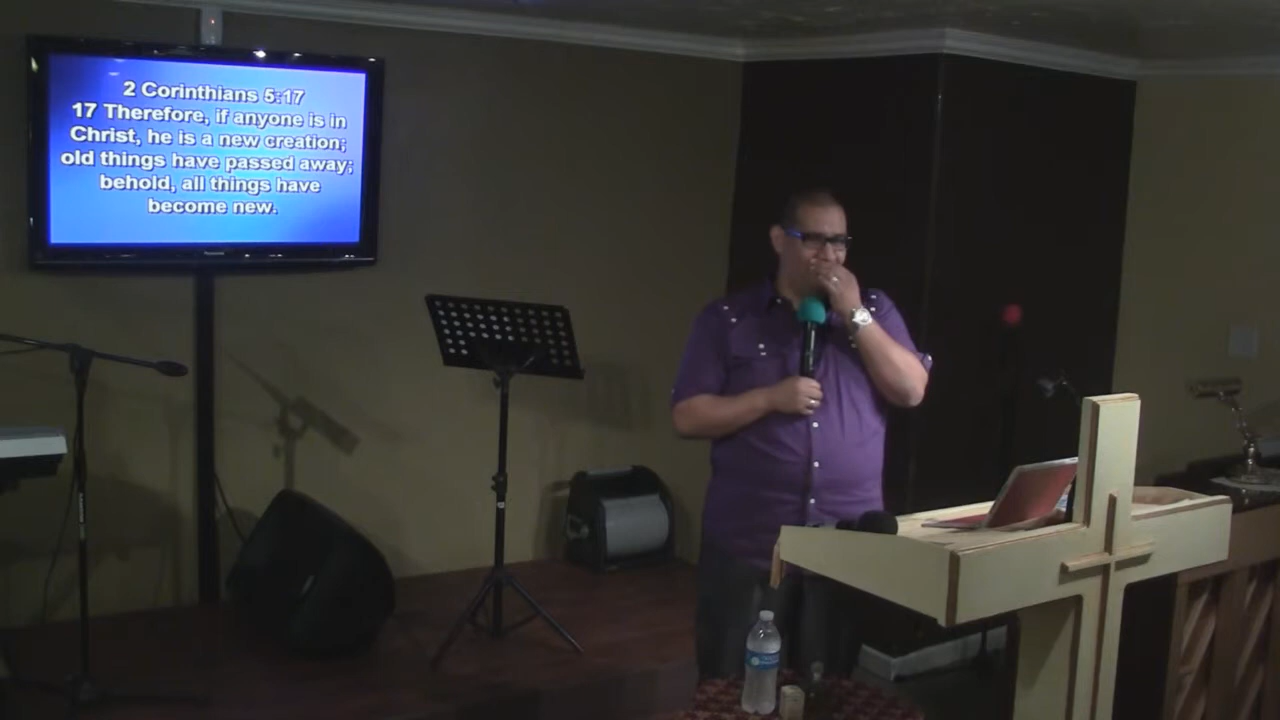 2 Corinthians 5:17
17 Therefore, if anyone is in
Christ, he is a new creation;
old things have passed away;
behold, all things have
become new.
Panasonic